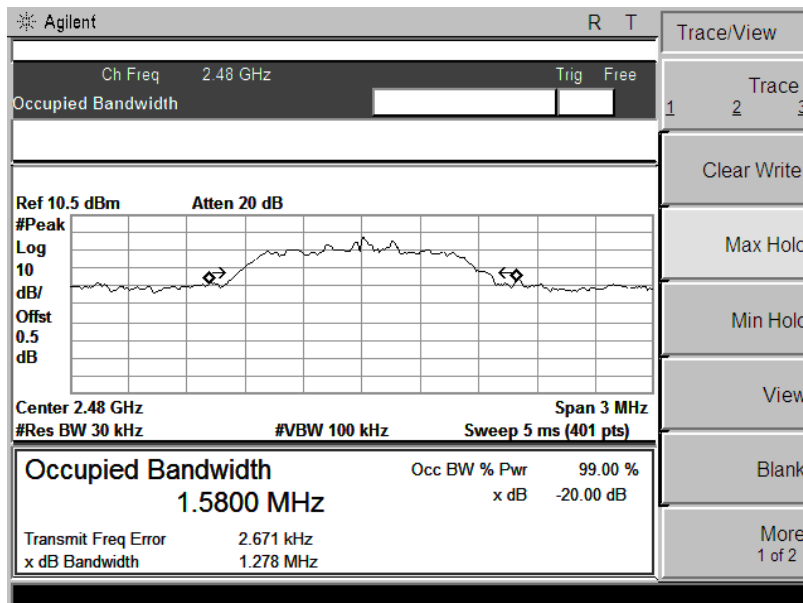 Agilent R T
Ch Freq 2.48 GHz Trig Free
Occupied Bandwidth
Ref 10.5 dBm Atten 20 dB
#Peak
Log
10
dB/
Offst
0.5
dB
Center 2.48 GHz Span 3 MHz
#Res BW 30 kHz #VBW 100 kHz Sweep 5 ms (401 pts)
Occupied Bandwidth
1.5800 MHz
Occ BW % Pwr 99.00 %
x dB -20.00 dB
Transmit Freq Error 2.671 kHz
x dB Bandwidth 1.278 MHz
Trace/View
Trace
1 2 3
Clear Write
Max Hold
Min Hold
View
Blank
More
1 of 2